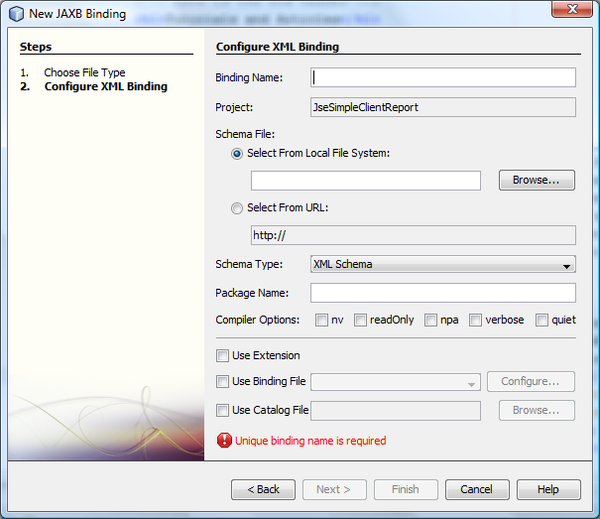 New JAXB Binding
Steps
1. Choose File Type
2. Configure XML Binding
Configure XML Binding
Binding Name:
Project: JseSimpleClientReport
Schema File:
Select From Local File System:
Browse...
Select From URL:
http://
Schema Type: XML Schema
Package Name:
Compiler Options: nv readOnly npa verbose quiet
Use Extension
Use Binding File Configure...
Use Catalog File Browse...
Unique binding name is required
< Back Next > Finish Cancel Help